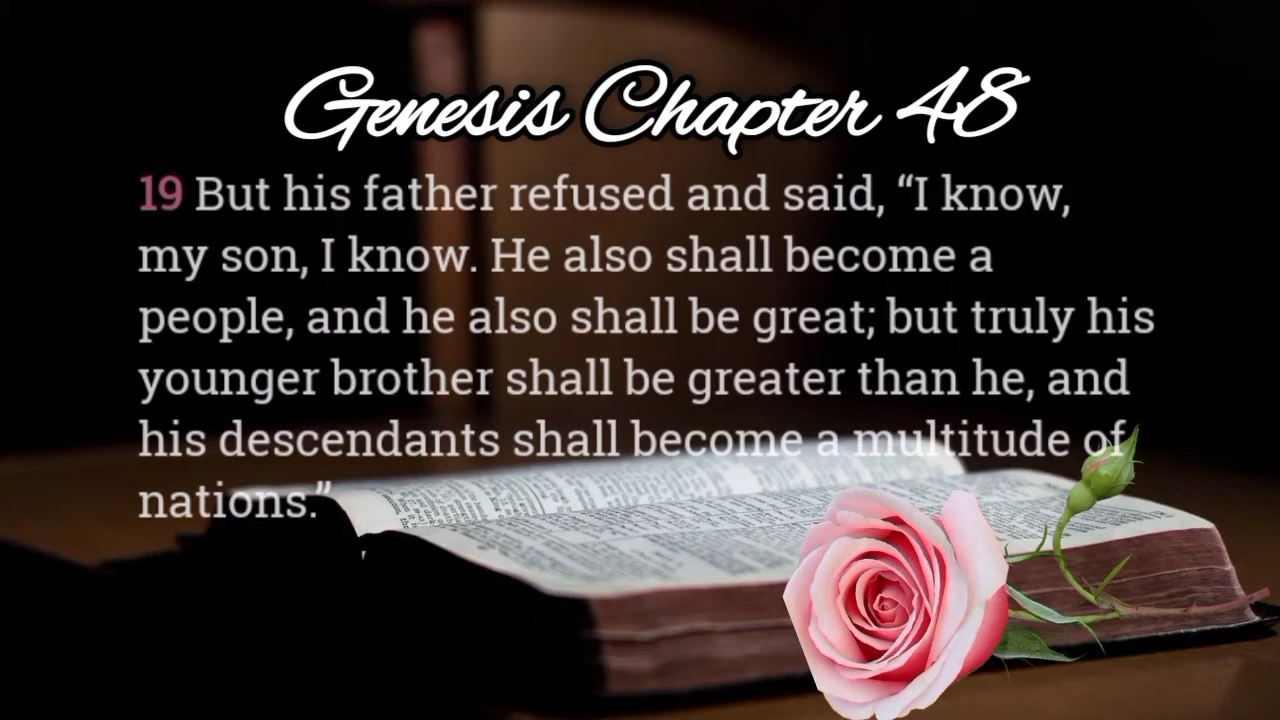 Genesis Chapter 48
19 But his father refused and said, “I know,
my son, I know. He also shall become a
people, and he also shall be great; but truly his
younger brother shall be greater than he, and
his descendants shall become a multitude of
nations.”